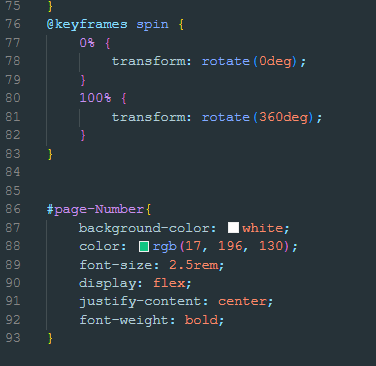 75 }
76 @keyframes spin {
77 0% {
78 transform: rotate(0deg);
79 }
80 100% {
81 transform: rotate(360deg);
82 }
83 }
84
85
86 #page-Number{
87 background-color: white;
88 color: rgb(17, 196, 130);
89 font-size: 2.5rem;
90 display: flex;
91 justify-content: center;
92 font-weight: bold;
93 }